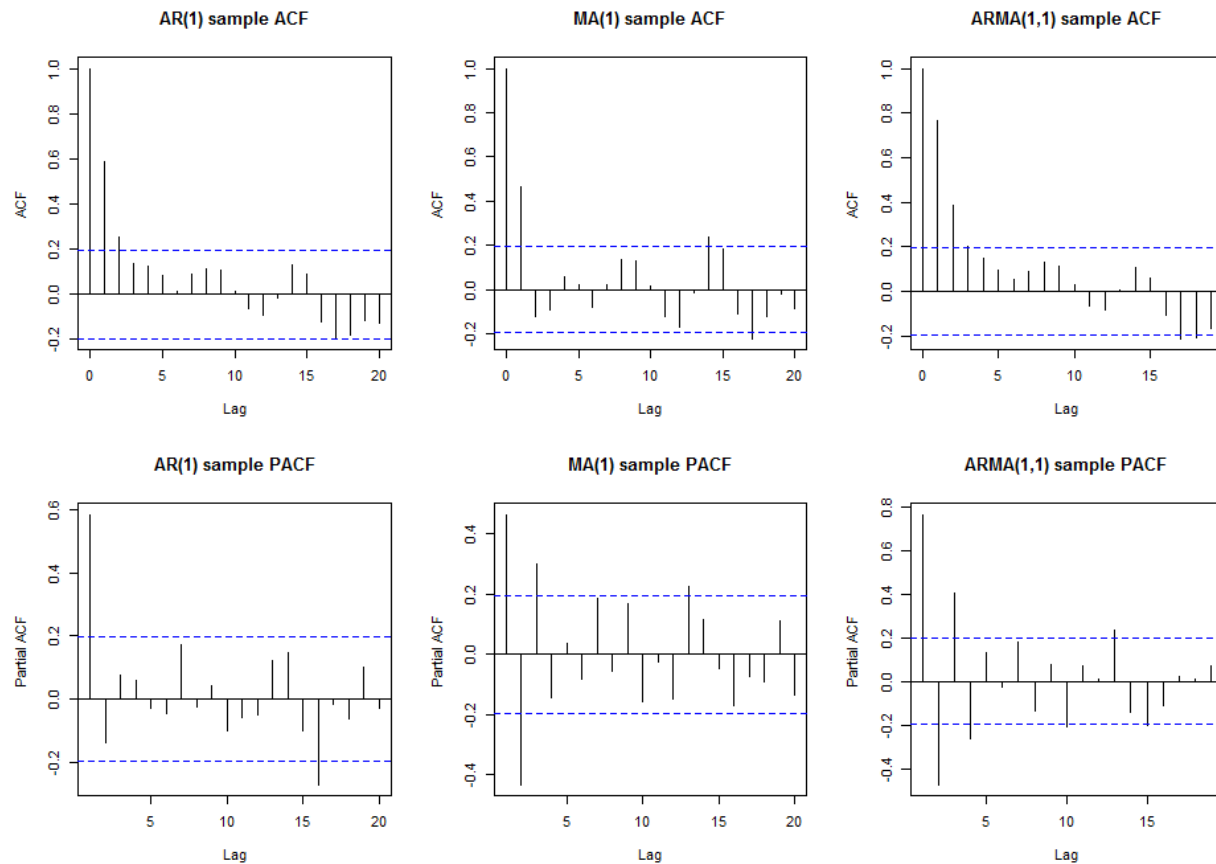 AR(1) sample ACF
1.0
0.8
0.6
0.4
0.2
0.0
-0.2
ACF
0 5 10 15 20
Lag
MA(1) sample ACF
1.0
0.8
0.6
0.4
0.2
0.0
-0.2
ACF
0 5 10 15 20
Lag
ARMA(1,1) sample ACF
1.0
0.8
0.6
0.4
0.2
0.0
-0.2
ACF
0 5 10 15
Lag
AR(1) sample PACF
0.6
0.4
0.2
0.0
-0.2
Partial ACF
5 10 15 20
Lag
MA(1) sample PACF
0.4
0.2
0.0
-0.2
-0.4
Partial ACF
5 10 15 20
Lag
ARMA(1,1) sample PACF
0.8
0.6
0.4
0.2
0.0
-0.2
-0.4
Partial ACF
5 10 15
Lag